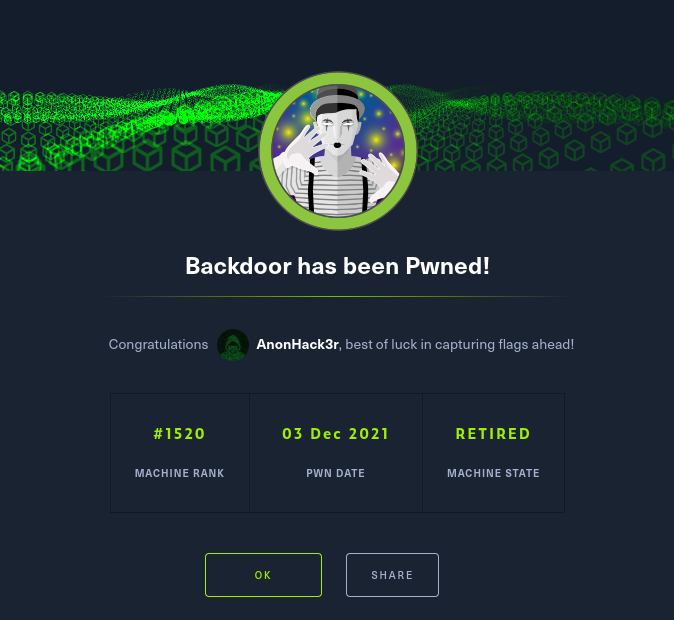 Backdoor has been Pwned!
Congratulations AnonHack3r, best of luck in capturing flags ahead!
#1520 03 Dec 2021 RETIRED
MACHINE RANK PWN DATE MACHINE STATE
OK SHARE